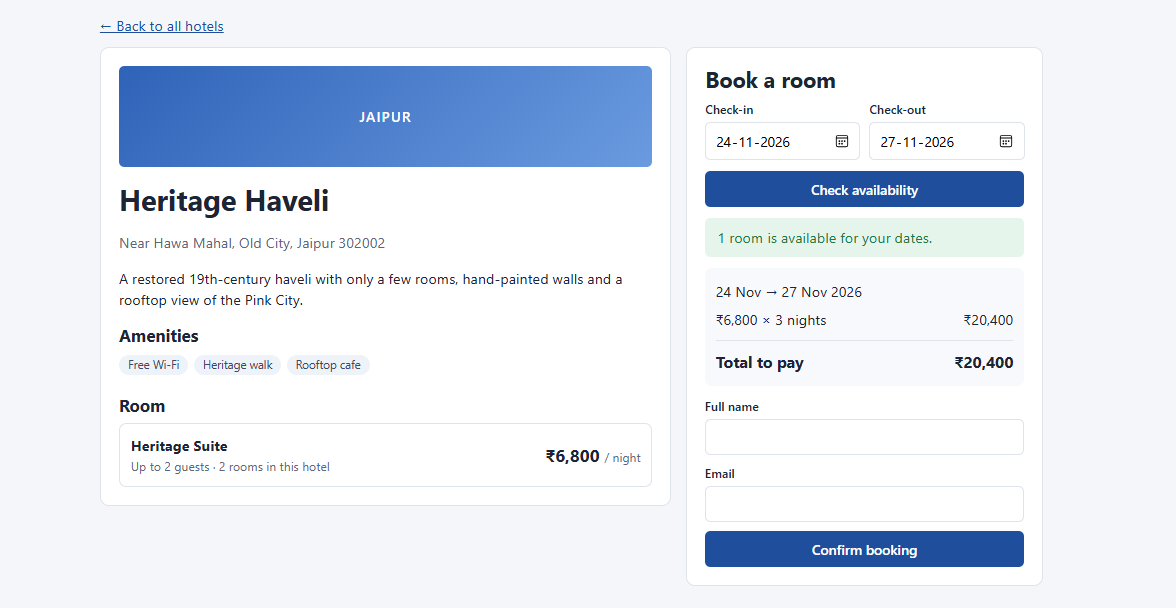 ← Back to all hotels
JAIPUR
Heritage Haveli
Near Hawa Mahal, Old City, Jaipur 302002
A restored 19th-century haveli with only a few rooms, hand-painted walls and a
rooftop view of the Pink City.
Amenities
Free Wi-Fi Heritage walk Rooftop cafe
Room
Heritage Suite
Up to 2 guests · 2 rooms in this hotel
₹6,800 / night
Book a room
Check-in Check-out
24-11-2026 27-11-2026
Check availability
1 room is available for your dates.
24 Nov → 27 Nov 2026
₹6,800 × 3 nights ₹20,400
Total to pay ₹20,400
Full name
Email
Confirm booking